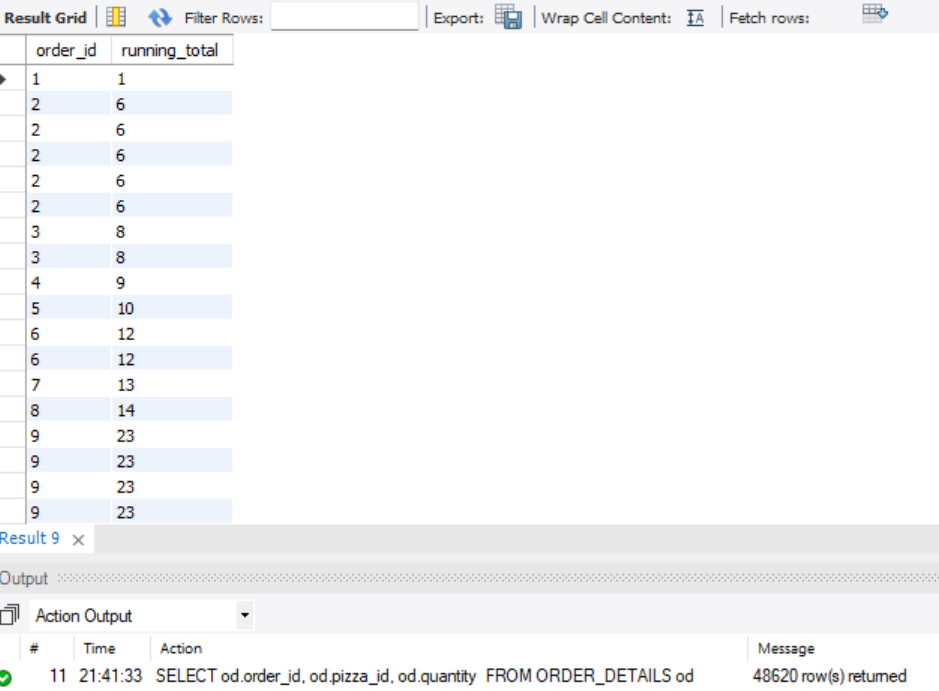 Result Grid Filter Rows: Export: Wrap Cell Content: Fetch rows:
order_id running_total
1 1
2 6
2 6
2 6
2 6
2 6
3 8
3 8
4 9
5 10
6 12
6 12
7 13
8 14
9 23
9 23
9 23
9 23
Result 9
Output
Action Output
# Time Action Message
11 21:41:33 SELECT od.order_id, od.pizza_id, od.quantity FROM ORDER_DETAILS od 48620 row(s) returned